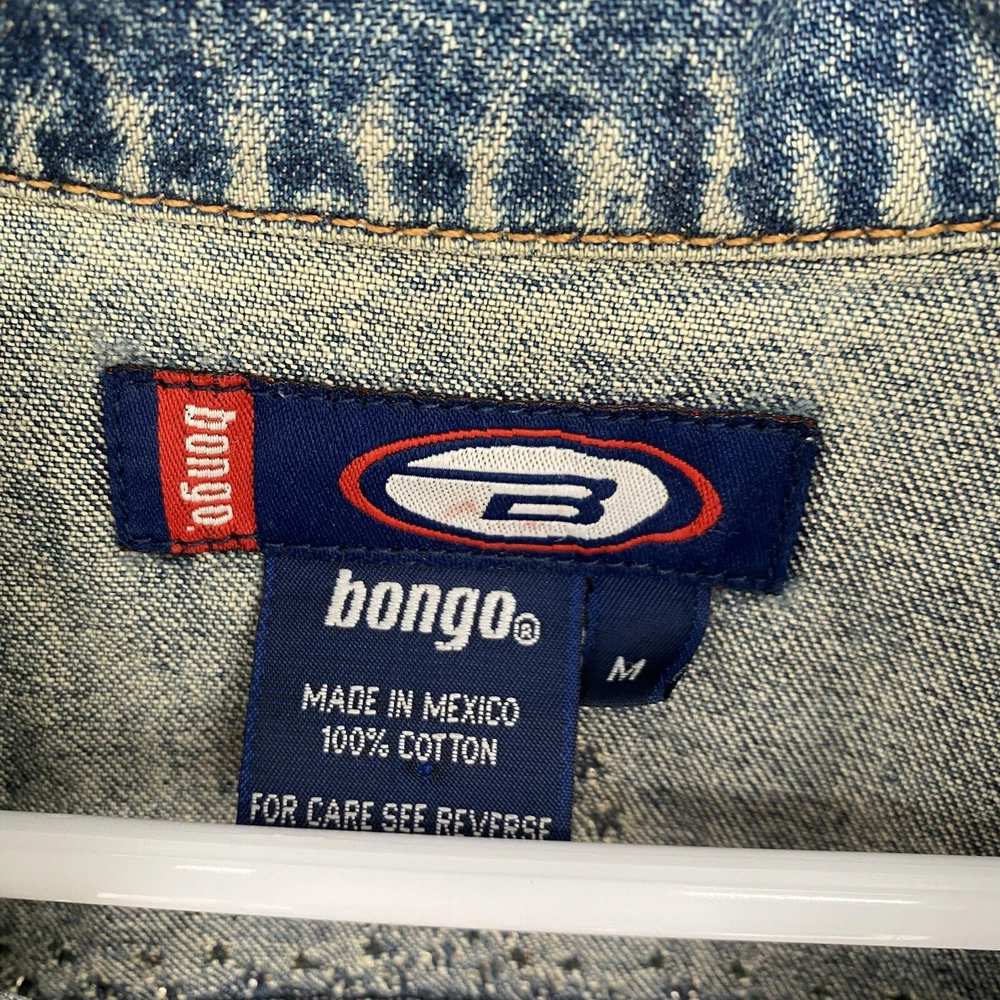 bongo.
B
bongo®
M
MADE IN MEXICO
100% COTTON
FOR CARE SEE REVERSE